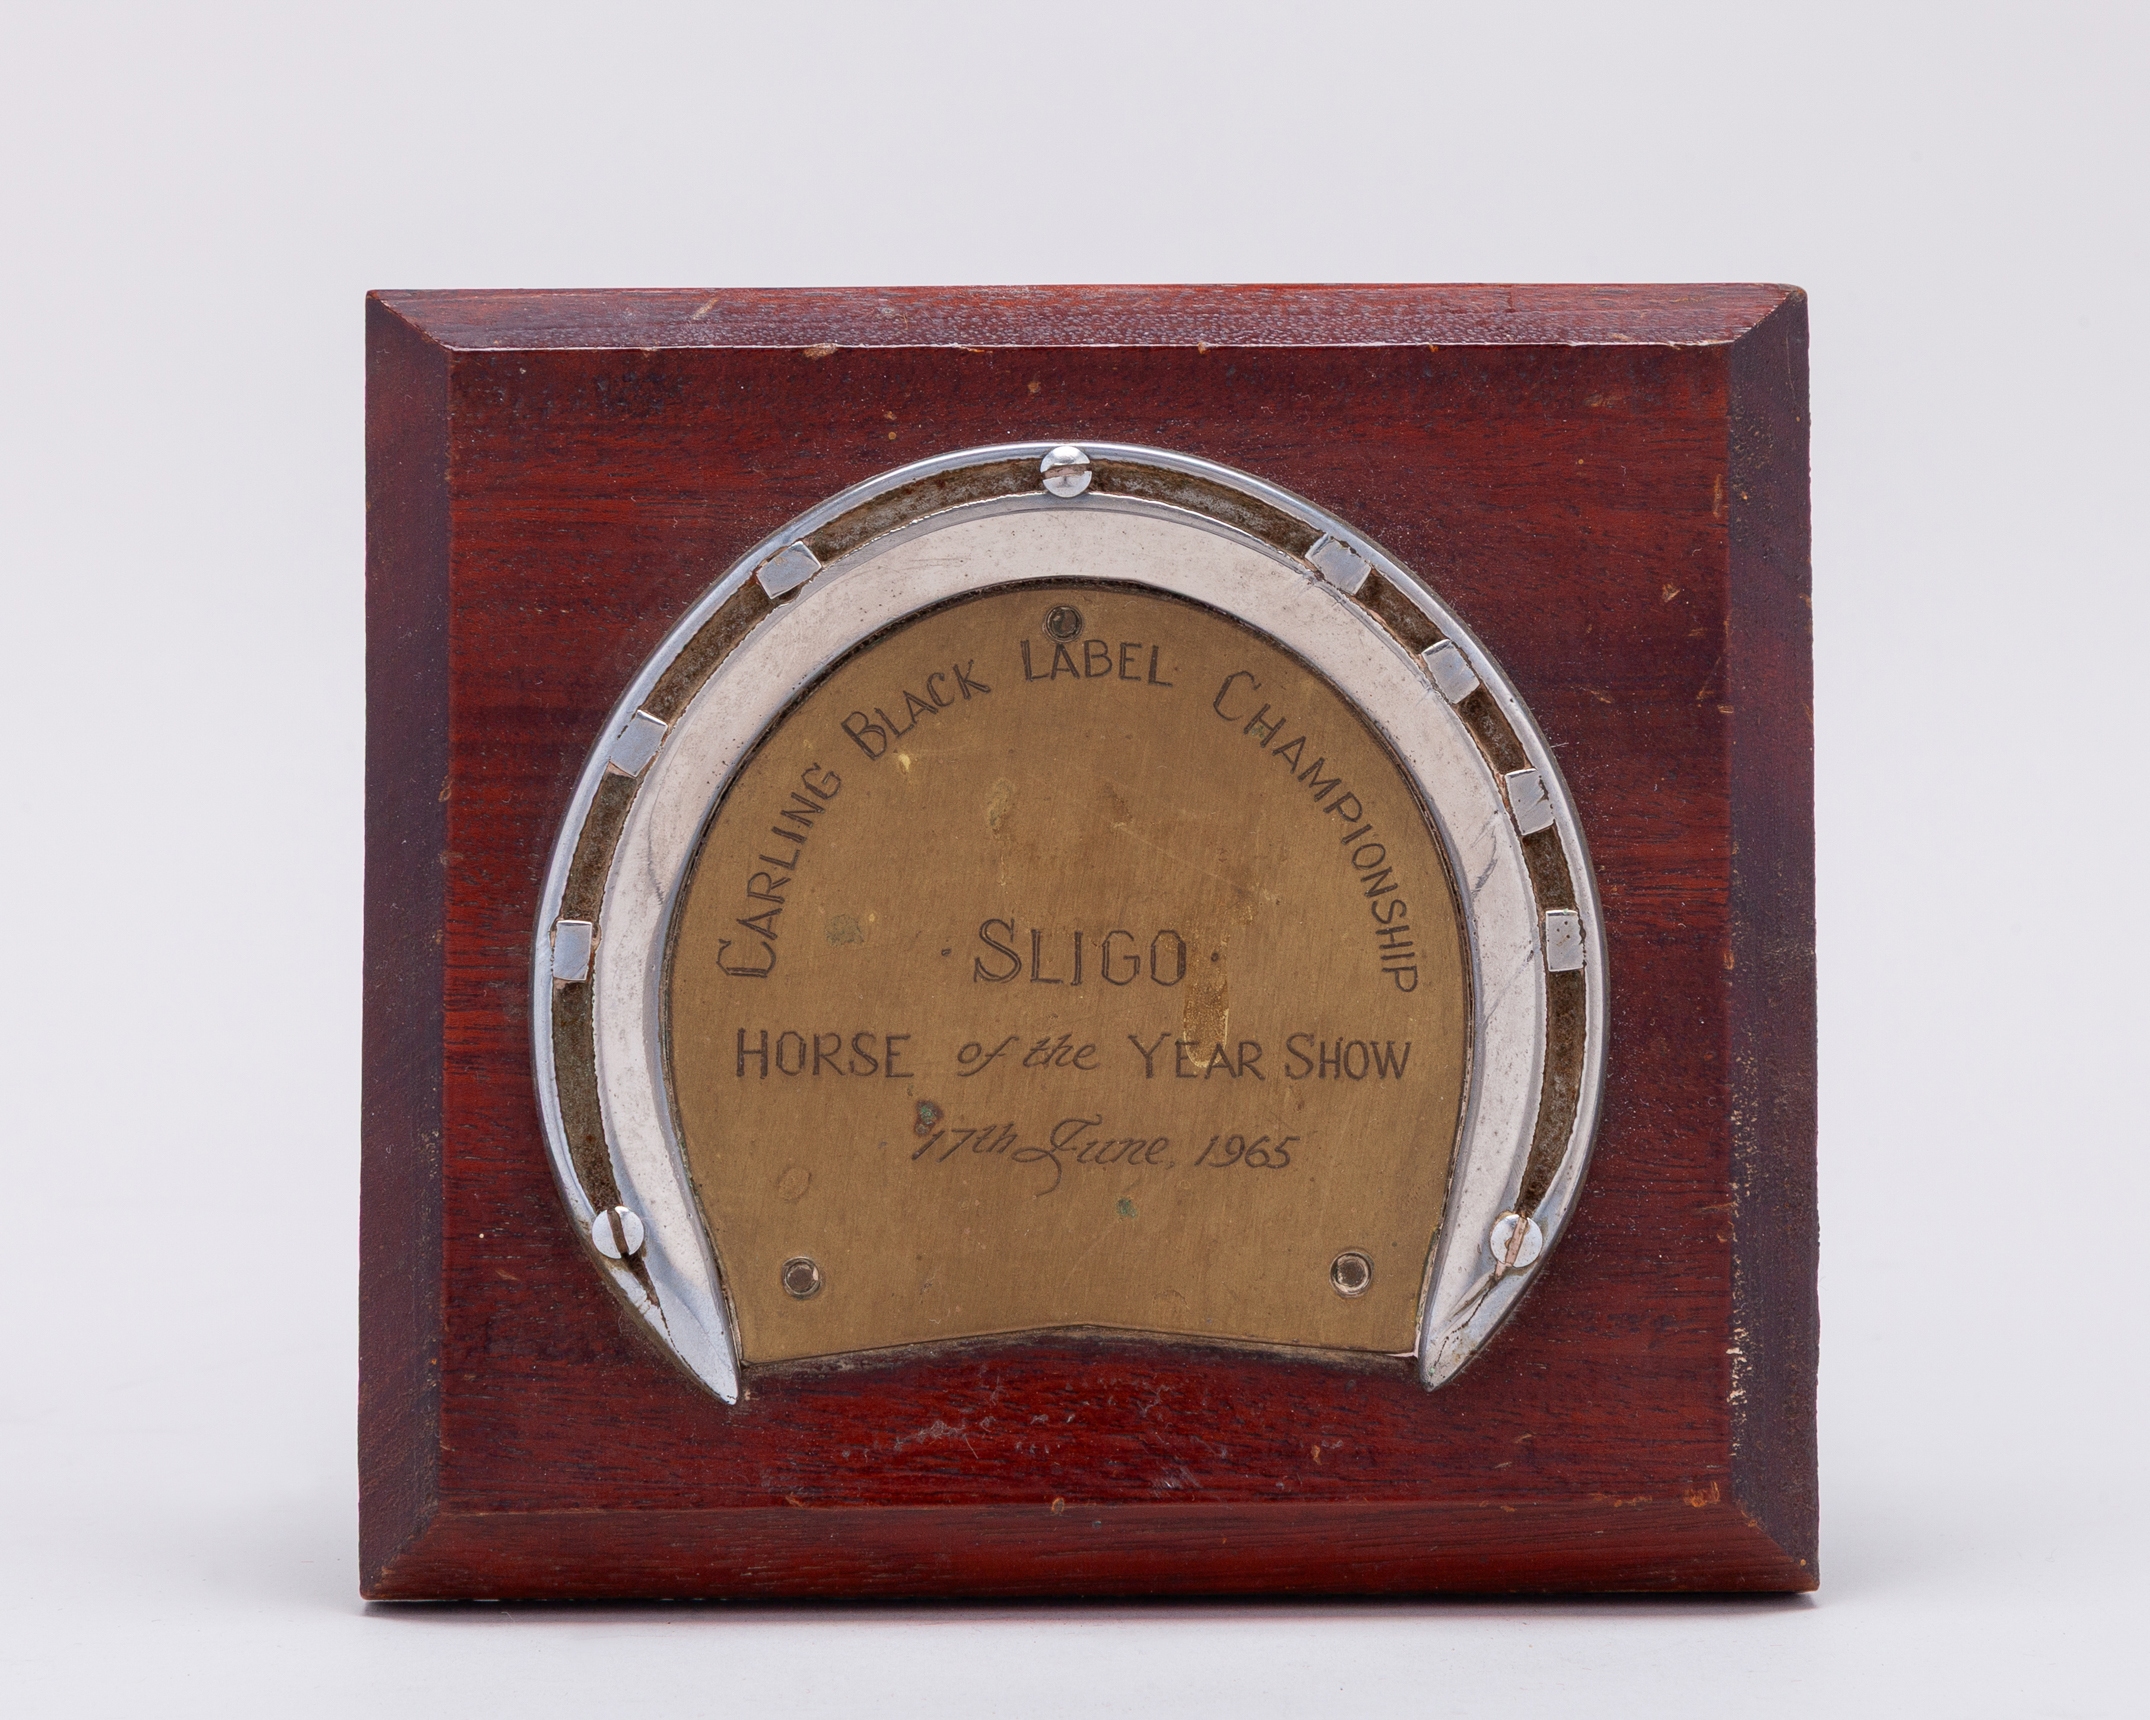 CARLING BLACK LABEL CHAMPIONSHIP
· SLIGO ·
HORSE of the YEAR SHOW
17th June, 1965